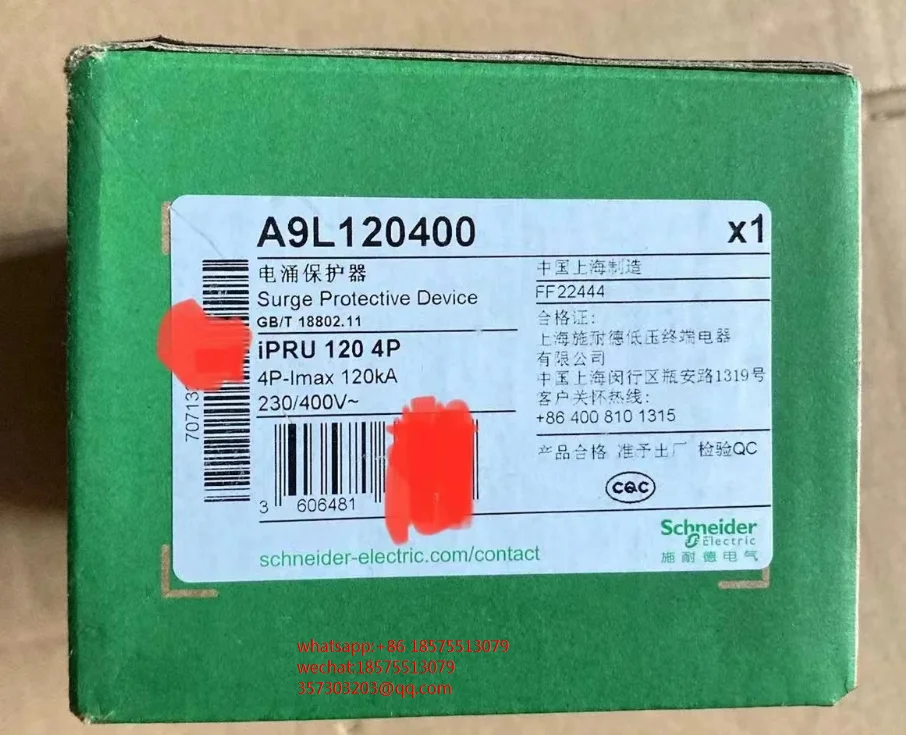 A9L120400
x1
电涌保护器
Surge Protective Device
GB/T 18802.11
iPRU 120 4P
4P-Imax 120kA
230/400V~
中国上海制造
FF22444
合格证:
上海施耐德低压终端电器
有限公司
中国上海闵行区瓶安路1319号
客户关怀热线:
+86 400 810 1315
产品合格 准予出厂 检验QC
CQC
70713
3 606481
schneider-electric.com/contact
Schneider
Electric
施耐德电气
whatsapp:+86 18575513079
wechat:18575513079
357303203@qq.com